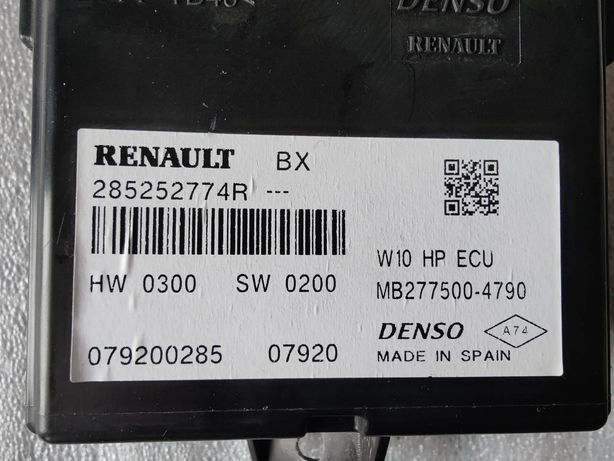 DENSO
RENAULT
RENAULT BX
285252774R ---
HW 0300 SW 0200
079200285 07920
W10 HP ECU
MB277500-4790
DENSO A74
MADE IN SPAIN